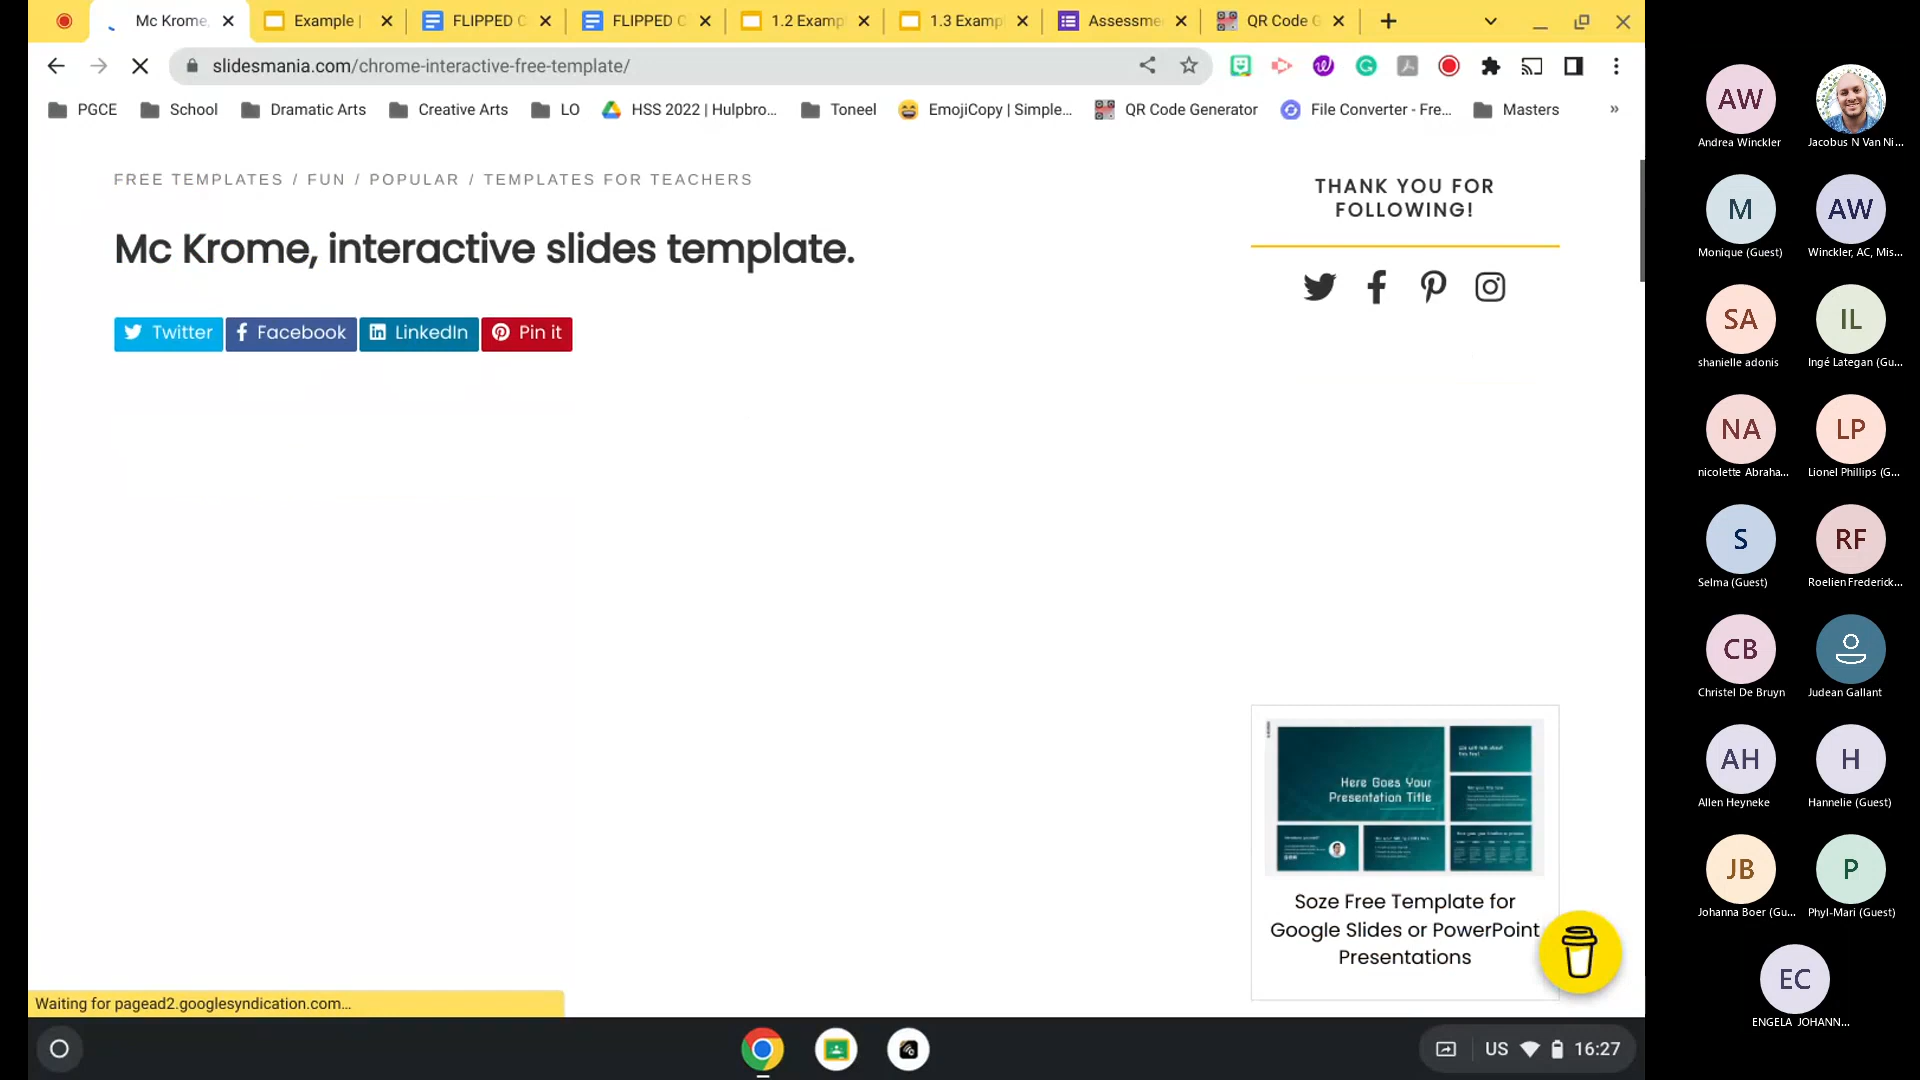 Mc Krome,
Example |
FLIPPED C
FLIPPED C
1.2 Examp
1.3 Examp
Assessme
QR Code G
slidesmania.com/chrome-interactive-free-template/
PGCE
School
Dramatic Arts
Creative Arts
LO
HSS 2022 | Hulpbro...
Toneel
EmojiCopy | Simple...
QR Code Generator
File Converter - Fre...
Masters
»
FREE TEMPLATES / FUN / POPULAR / TEMPLATES FOR TEACHERS
Mc Krome, interactive slides template.
Twitter
Facebook
LinkedIn
Pin it
THANK YOU FOR
FOLLOWING!
Here Goes Your
Presentation Title
Soze Free Template for
Google Slides or PowerPoint
Presentations
Waiting for pagead2.googlesyndication.com...
US
16:27
AW
Andrea Winckler
Jacobus N Van Ni...
M
Monique (Guest)
AW
Winckler, AC, Mis...
SA
shanielle adonis
IL
Ingé Lategan (Gu...
NA
nicolette Abraha...
LP
Lionel Phillips (G...
S
Selma (Guest)
RF
Roelien Frederick...
CB
Christel De Bruyn
Judean Gallant
AH
Allen Heyneke
H
Hannelie (Guest)
JB
Johanna Boer (Gu...
P
Phyl-Mari (Guest)
EC
ENGELA JOHANN...